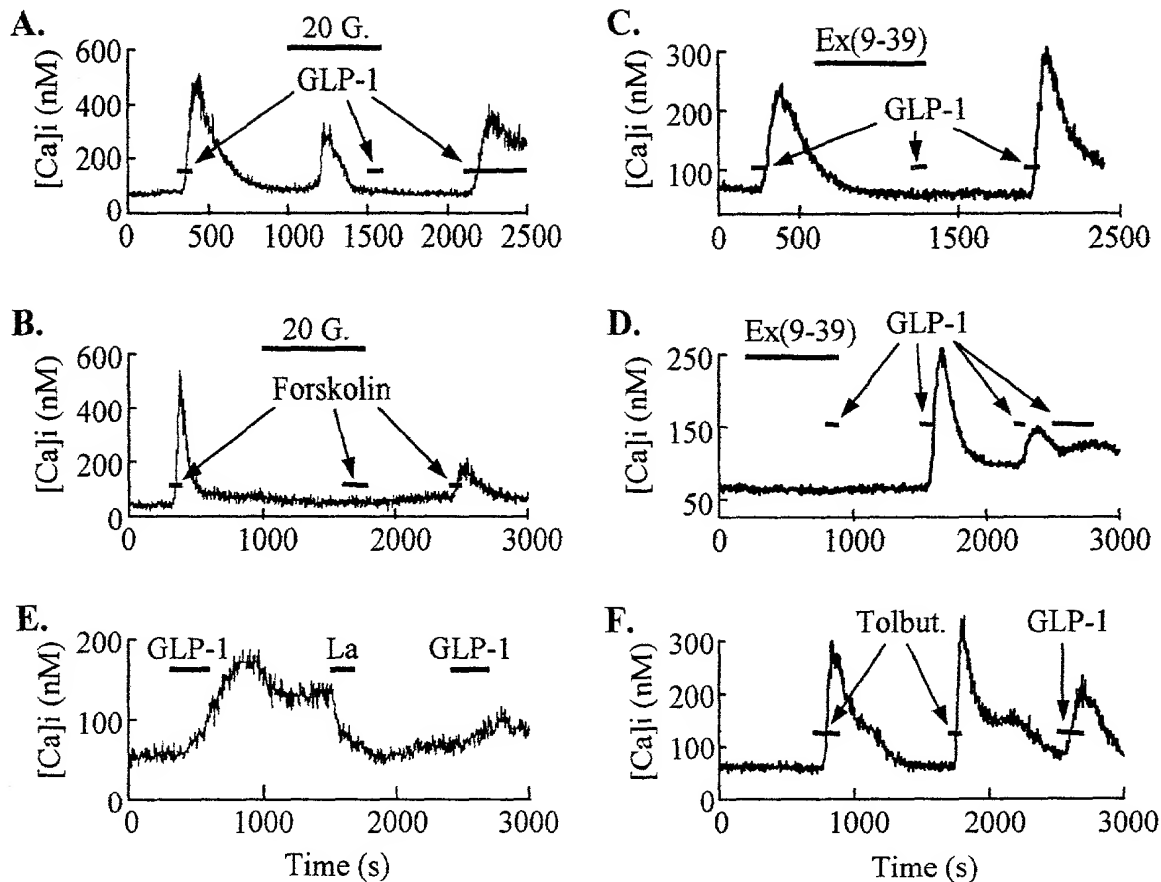 A.
20 G.
GLP-1
[Ca]i (nM)
600
400
200
0
0 500 1000 1500 2000 2500
C.
Ex(9-39)
GLP-1
[Ca]i (nM)
300
200
100
0 500 1500 2500
B.
20 G.
Forskolin
[Ca]i (nM)
600
400
200
0
0 1000 2000 3000
D.
Ex(9-39)
GLP-1
[Ca]i (nM)
250
150
50
1000 2000 3000
E.
GLP-1 La GLP-1
[Ca]i (nM)
200
100
0
0 1000 2000 3000
Time (s)
F.
Tolbut. GLP-1
[Ca]i (nM)
300
200
100
0
1000 2000 3000
Time (s)